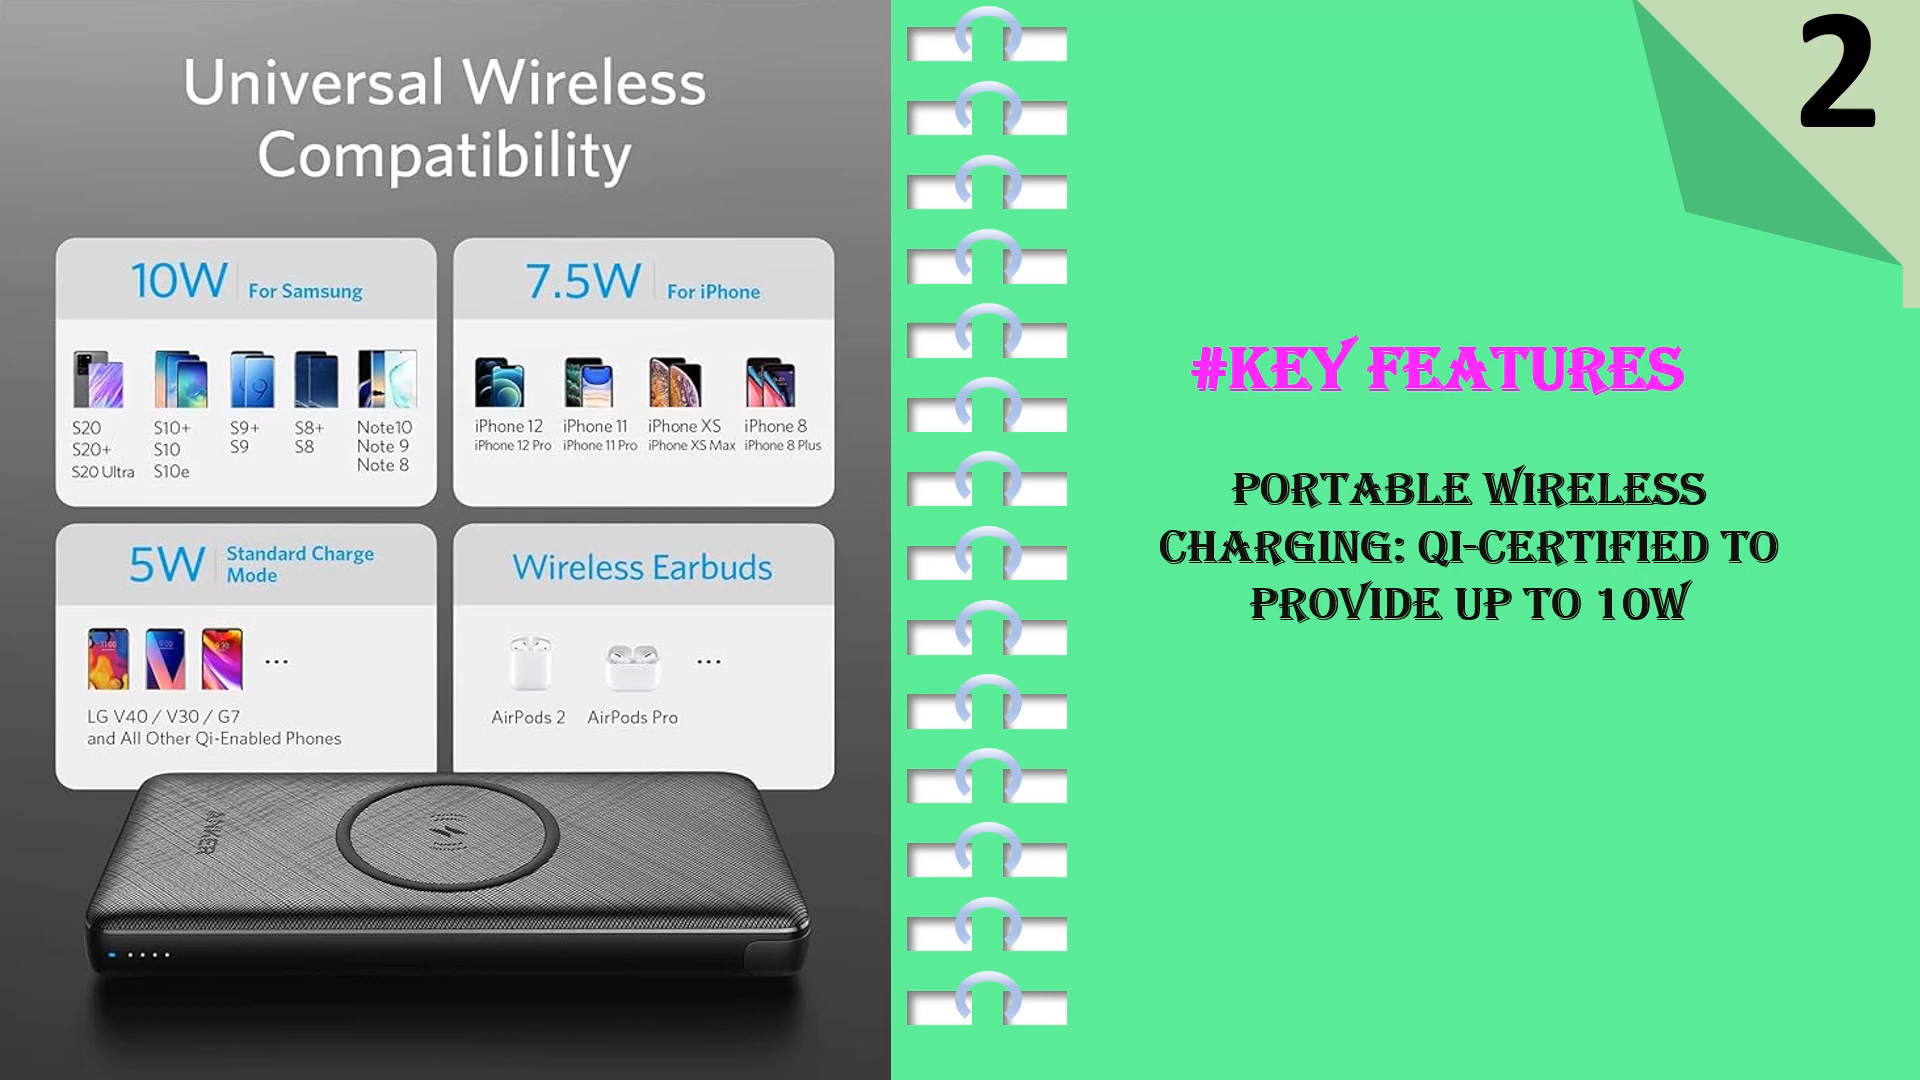 Universal Wireless
Compatibility
10W For Samsung
S20
S20+
S20 Ultra
S10+
S10
S10e
S9+
S9
S8+
S8
Note10
Note 9
Note 8
7.5W For iPhone
iPhone 12
iPhone 12 Pro
iPhone 11
iPhone 11 Pro
iPhone XS
iPhone XS Max
iPhone 8
iPhone 8 Plus
5W Standard Charge
Mode
LG V40 / V30 / G7
and All Other Qi-Enabled Phones
Wireless Earbuds
AirPods 2
AirPods Pro
ANKER
2
#KEY FEATURES
PORTABLE WIRELESS
CHARGING: QI-CERTIFIED TO
PROVIDE UP TO 10W